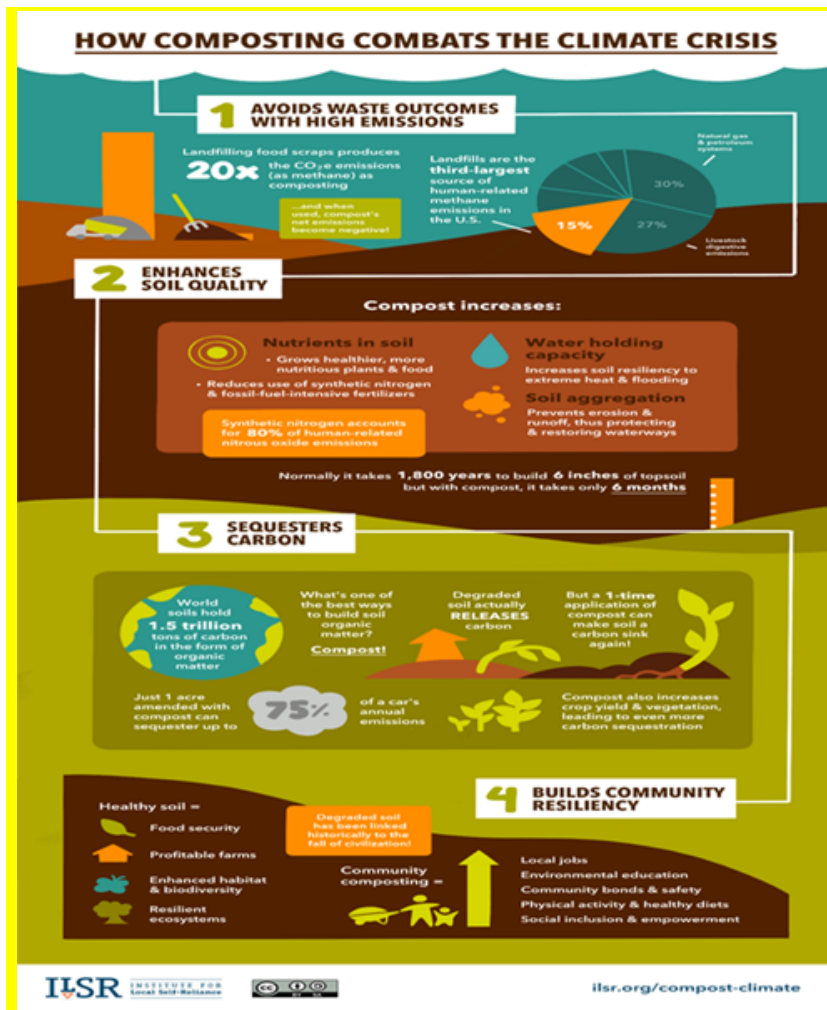 HOW COMPOSTING COMBATS THE CLIMATE CRISIS
1 AVOIDS WASTE OUTCOMES
WITH HIGH EMISSIONS
Landfilling food scraps produces
20x the CO₂e emissions
(as methane) as
composting
...and when
used, compost's
net emissions
become negative!
Landfills are the
third-largest
source of
human-related
methane
emissions in
the U.S.
Natural gas
& petroleum
systems
30%
15%
27%
Livestock
digestive
emissions
2 ENHANCES
SOIL QUALITY
Compost increases:
Nutrients in soil
• Grows healthier, more
nutritious plants & food
• Reduces use of synthetic nitrogen
& fossil-fuel-intensive fertilizers
Synthetic nitrogen accounts
for 80% of human-related
nitrous oxide emissions
Water holding
capacity
Increases soil resiliency to
extreme heat & flooding
Soil aggregation
Prevents erosion &
runoff, thus protecting
& restoring waterways
Normally it takes 1,800 years to build 6 inches of topsoil
but with compost, it takes only 6 months
3 SEQUESTERS
CARBON
World
soils hold
1.5 trillion
tons of carbon
in the form of
organic
matter
What's one of
the best ways
to build soil
organic
matter?
Compost!
Degraded
soil actually
RELEASES
carbon
But a 1-time
application of
compost can
make soil a
carbon sink
again!
Just 1 acre
amended with
compost can
sequester up to
75%
of a car's
annual
emissions
Compost also increases
crop yield & vegetation,
leading to even more
carbon sequestration
4 BUILDS COMMUNITY
RESILIENCY
Healthy soil =
Food security
Profitable farms
Enhanced habitat
& biodiversity
Resilient
ecosystems
Degraded soil
has been linked
historically to the
fall of civilization!
Community
composting =
Local jobs
Environmental education
Community bonds & safety
Physical activity & healthy diets
Social inclusion & empowerment
ILSR INSTITUTE FOR
Local Self-Reliance
cc
BY SA
ilsr.org/compost-climate